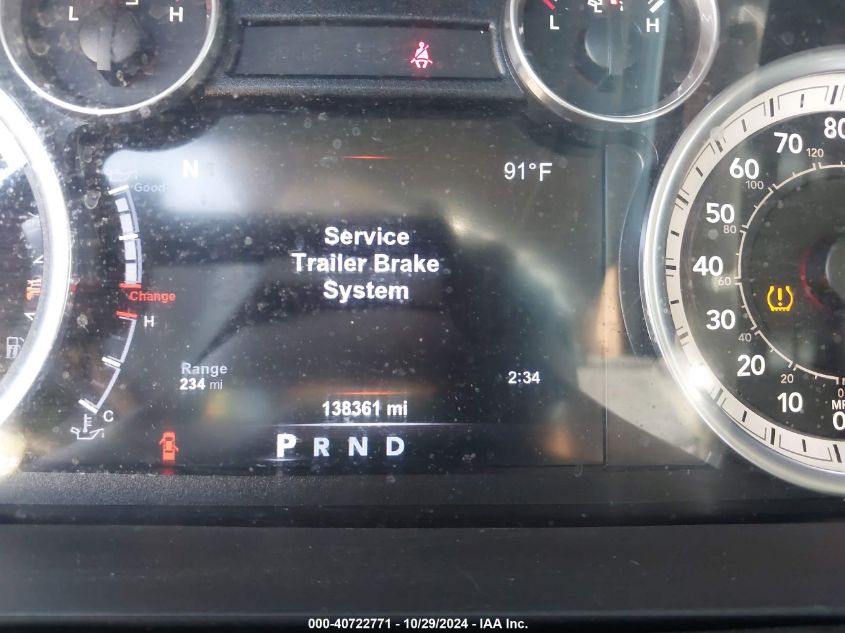 L
H
L
H
N
91°F
Good
Service
Trailer Brake
System
Change
H
Range
234 mi
2:34
C
138361 mi
P R N D
80
70
120
60
100
50
80
40
60
30
40
20
20
10
0
0
000-40722771 - 10/29/2024 - IAA Inc.